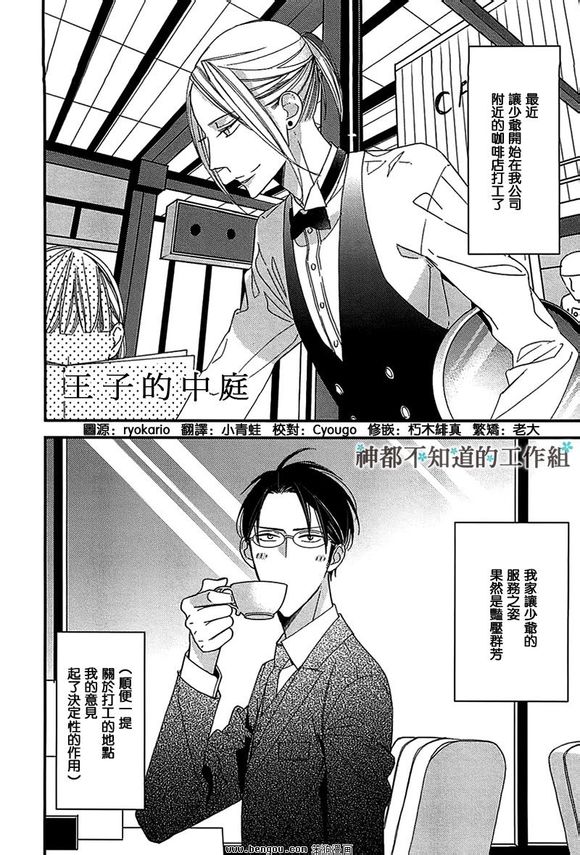 最近
讓少爺開始在我公司
附近的咖啡店打工了
CA
王子的中庭
圖源：ryokario 翻譯：小青蛙 校對：Cyougo 修嵌：朽木緋真 繁矯：老大
神都不知道的工作組
我家讓少爺的
服務之姿
果然是豔壓群芳
（順便一提
關於打工的地點
我的意見
起了決定性的作用）
www.bengou.com